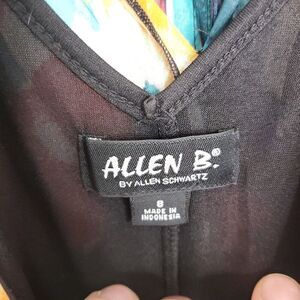 ALLEN B.®
BY ALLEN SCHWARTZ
8
MADE IN
INDONESIA